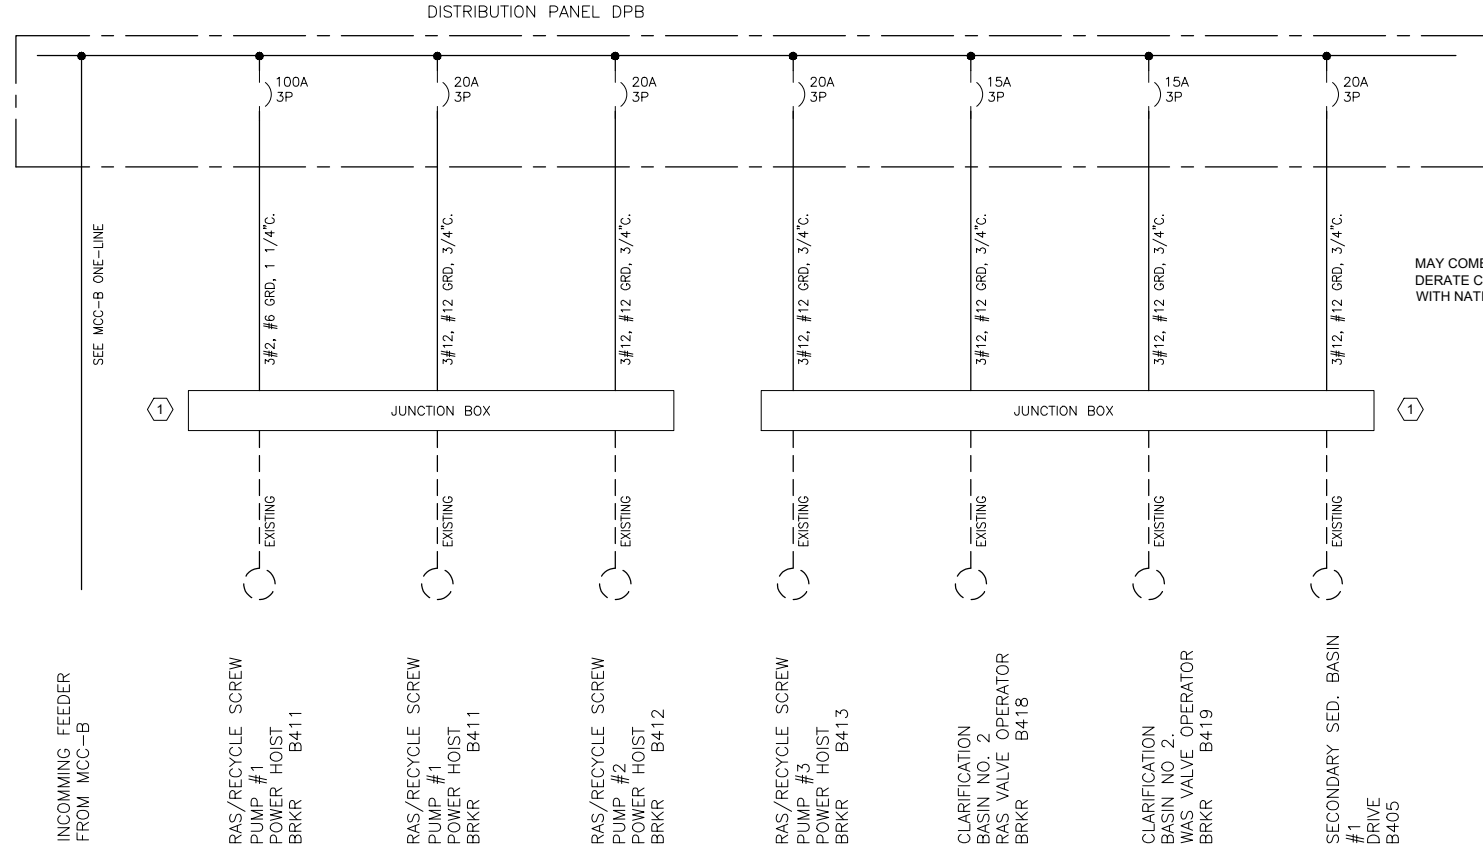 DISTRIBUTION PANEL DPB
100A
3P
20A
3P
20A
3P
20A
3P
15A
3P
15A
3P
20A
3P
SEE MCC-B ONE-LINE
3#2, #6 GRD, 1 1/4"C.
3#12, #12 GRD, 3/4"C.
3#12, #12 GRD, 3/4"C.
3#12, #12 GRD, 3/4"C.
3#12, #12 GRD, 3/4"C.
3#12, #12 GRD, 3/4"C.
3#12, #12 GRD, 3/4"C.
MAY COME
DERATE C
WITH NATI
1
JUNCTION BOX
JUNCTION BOX
1
EXISTING
EXISTING
EXISTING
EXISTING
EXISTING
EXISTING
EXISTING
INCOMMING FEEDER
FROM MCC-B
RAS/RECYCLE SCREW
PUMP #1
POWER HOIST
BRKR B411
RAS/RECYCLE SCREW
PUMP #1
POWER HOIST
BRKR B411
RAS/RECYCLE SCREW
PUMP #2
POWER HOIST
BRKR B412
RAS/RECYCLE SCREW
PUMP #3
POWER HOIST
BRKR B413
CLARIFICATION
BASIN NO. 2
RAS VALVE OPERATOR
BRKR B418
CLARIFICATION
BASIN NO 2.
WAS VALVE OPERATOR
BRKR B419
SECIONDARY SED. BASIN
#1
DRIVE
B405